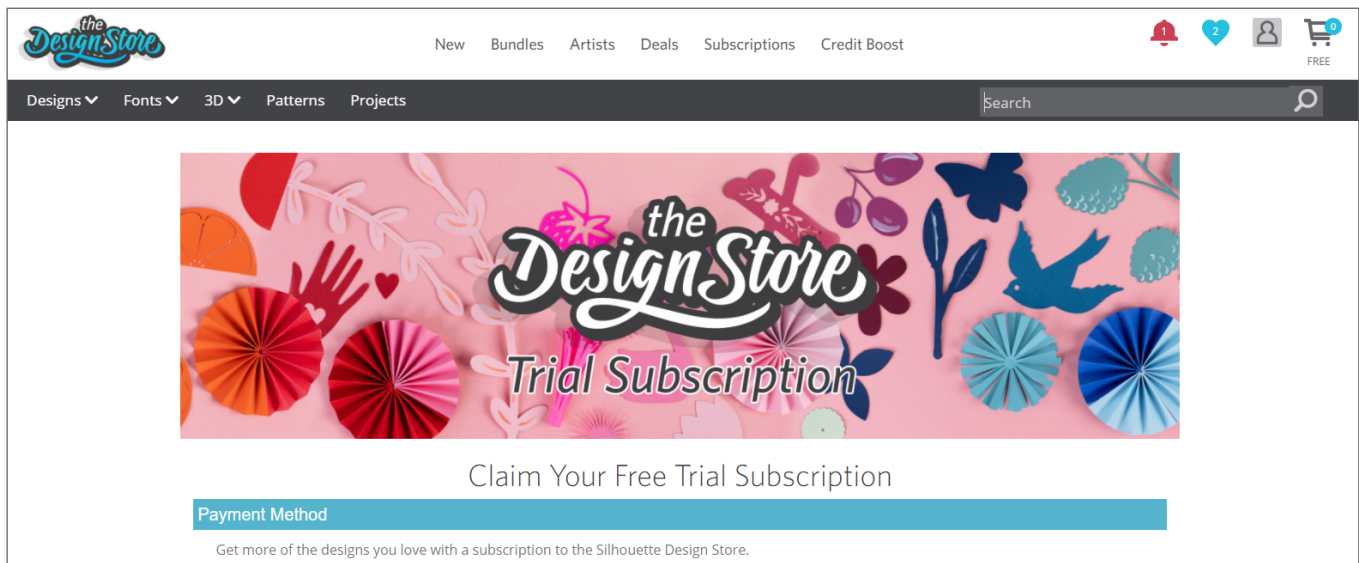 the
Design Store
New Bundles Artists Deals Subscriptions Credit Boost
1
2
0
FREE
Designs Fonts 3D Patterns Projects
Search
the
Design Store
Trial Subscription
Claim Your Free Trial Subscription
Payment Method
Get more of the designs you love with a subscription to the Silhouette Design Store.